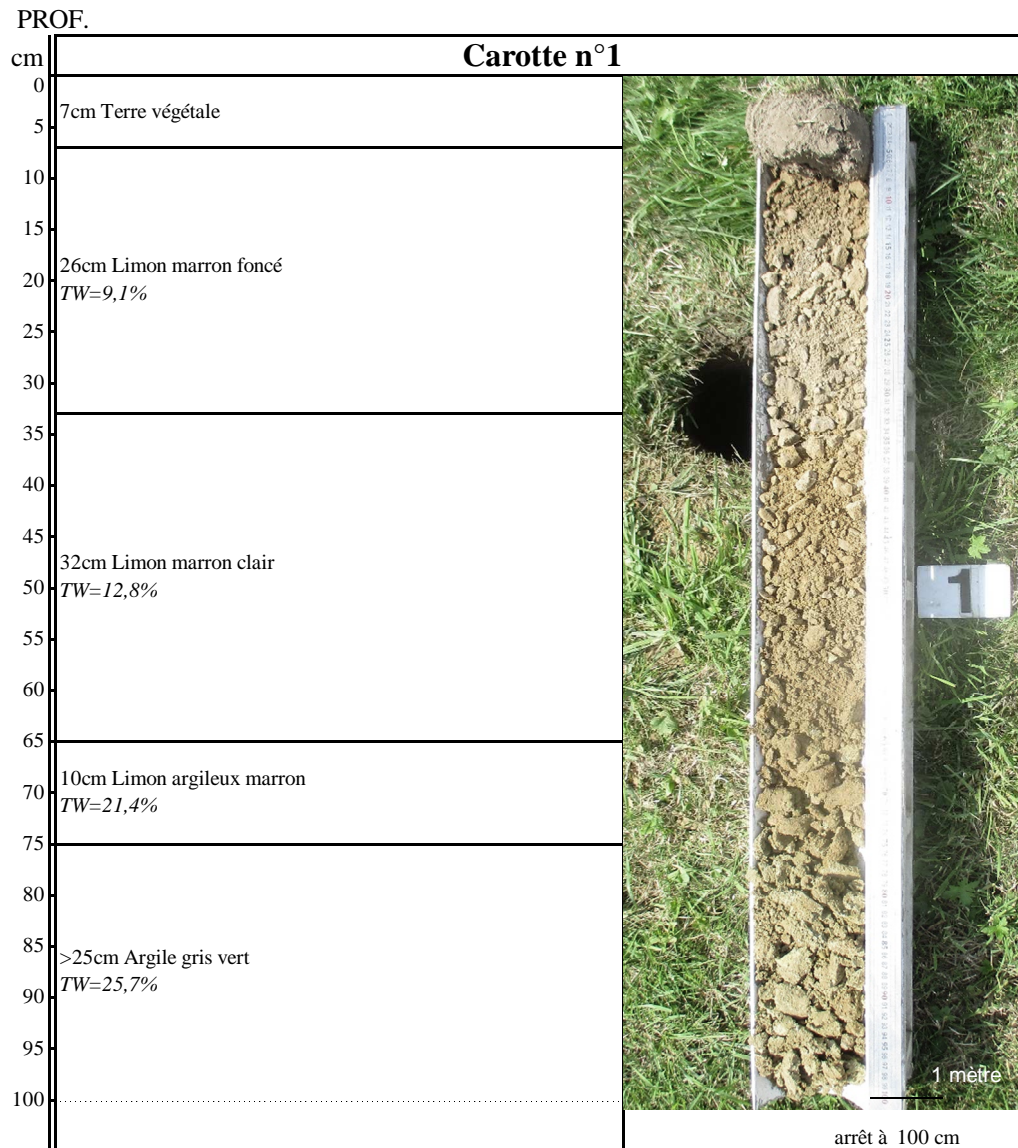 PROF.
cm
Carotte n°1
0
7cm Terre végétale
5
10
15
26cm Limon marron foncé
20
TW=9,1%
25
30
35
40
45
32cm Limon marron clair
50
TW=12,8%
55
60
65
10cm Limon argileux marron
70
TW=21,4%
75
80
85
>25cm Argile gris vert
90
TW=25,7%
95
100
1
1 mètre
arrêt à 100 cm